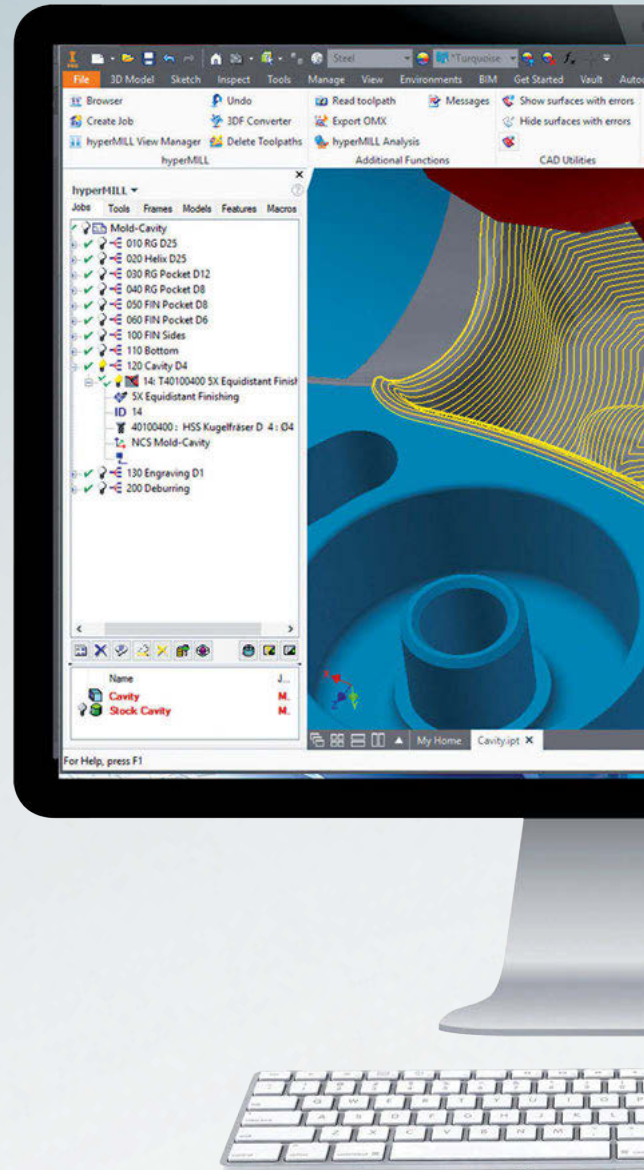 Steel *Turquoise
File 3D Model Sketch Inspect Tools Manage View Environments BIM Get Started Vault
Browser Undo Read toolpath Messages Show surfaces with errors
Create Job 3DF Converter Export OMX Hide surfaces with errors
hyperMILL View Manager Delete Toolpaths hyperMILL Analysis
hyperMILL Additional Functions CAD Utilities
hyperMILL
Jobs Tools Frames Models Features Macros
Mold-Cavity
010 RG D25
020 Helix D25
030 RG Pocket D12
040 RG Pocket D8
050 FIN Pocket D8
060 FIN Pocket D6
100 FIN Sides
110 Bottom
120 Cavity D4
14: T40100400 5X Equidistant Finish
5X Equidistant Finishing
ID 14
40100400: HSS Kugelfräser D 4: Ø4
NCS Mold-Cavity
130 Engraving D1
200 Deburring
Name J...
Cavity M.
Stock Cavity M.
My Home Cavity.ipt X
For Help, press F1